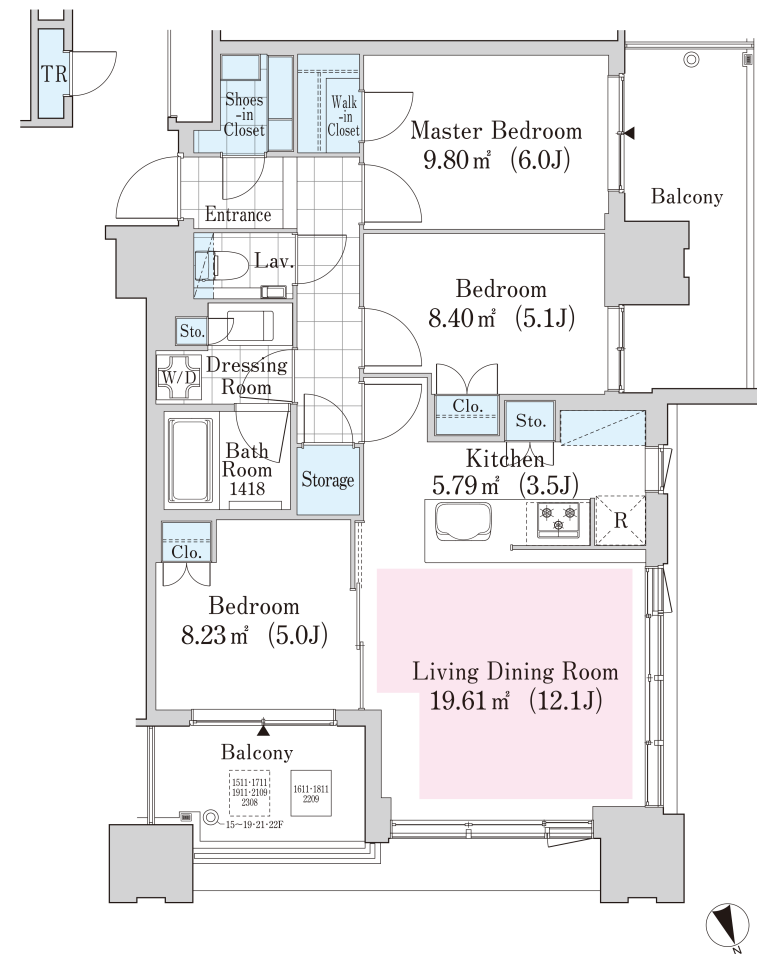 TR
Shoes
-in
Closet
Walk
-in
Closet
Master Bedroom
9.80㎡ (6.0J)
Balcony
Entrance
Lav.
Bedroom
8.40㎡ (5.1J)
Sto.
W/D
Dressing
Room
Clo.
Sto.
Bath
Room
1418
Storage
Kitchen
5.79㎡ (3.5J)
R
Clo.
Bedroom
8.23㎡ (5.0J)
Living Dining Room
19.61㎡ (12.1J)
Balcony
1511・1711
1911・2109
2308
1611・1811
2209
15〜19・21・22F
N